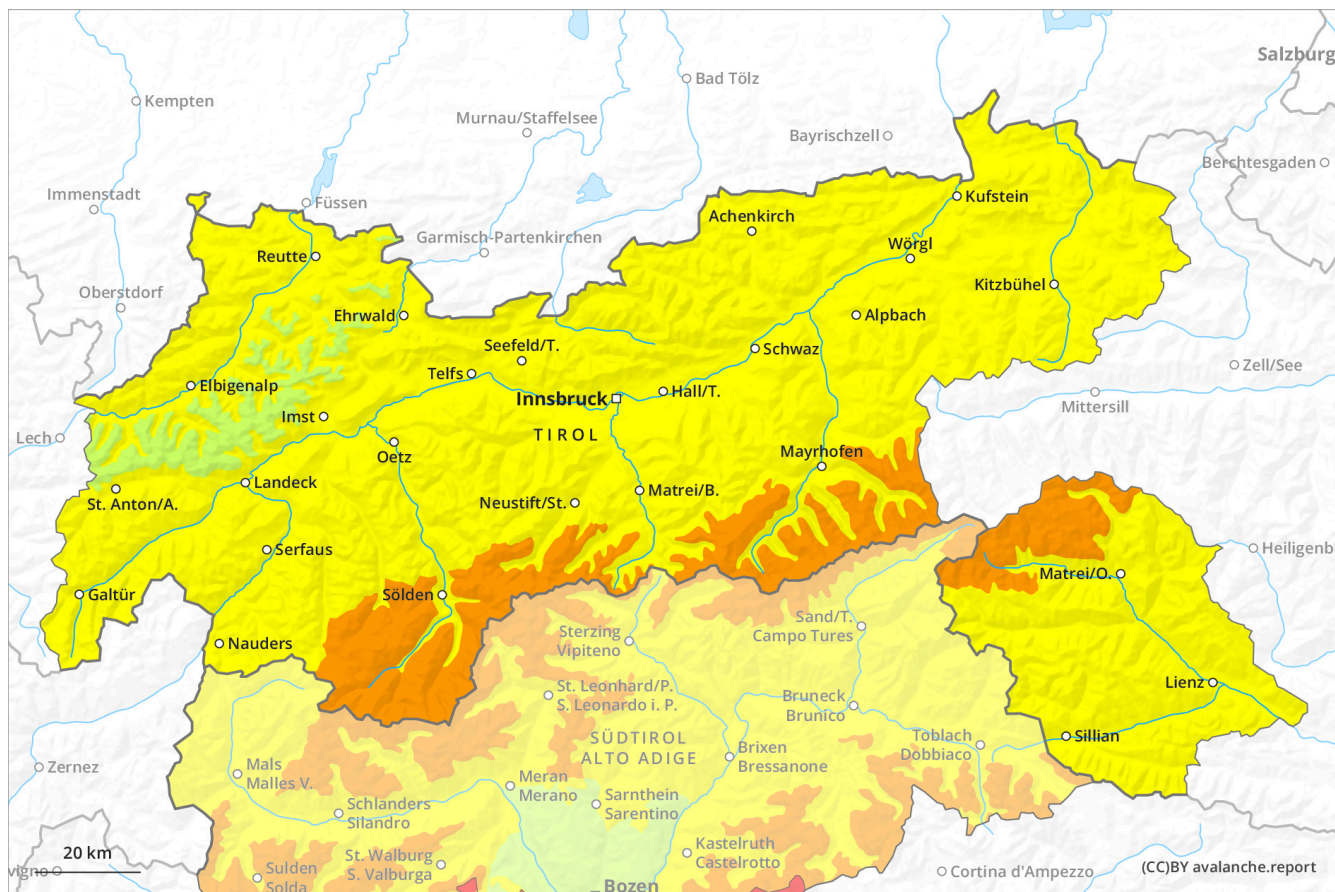 Salzburg
Bad Tölz
Kempten
Murnau/Staffelsee
Bayrischzell
Berchtesgaden
Immenstadt
Füssen
Kufstein
Achenkirch
Garmisch-Partenkirchen
Wörgl
Reutte
Kitzbühel
Oberstdorf
Ehrwald
Alpbach
Seefeld/T.
Schwaz
Zell/See
Telfs
Elbigenalp
Innsbruck
Hall/T.
Mittersill
Imst
TIROL
Lech
Mayrhofen
Oetz
Landeck
Matrei/B.
St. Anton/A.
Neustift/St.
Serfaus
Heiligenb
Matrei/O.
Galtür
Sölden
Sand/T.
Campo Tures
Sterzing
Vipiteno
Nauders
Lienz
St. Leonhard/P.
S. Leonardo i. P.
Bruneck
Brunico
SÜDTIROL
ALTO ADIGE
Toblach
Dobbiaco
Sillian
Brixen
Bressanone
Zernez
Mals
Malles V.
Meran
Merano
Sarnthein
Sarentino
Schlanders
Silandro
Kastelruth
Castelrotto
20 km
St. Walburg
S. Valburga
vigno
Sulden
Solda
Bozen
Cortina d'Ampezzo
(CC)BY avalanche.report